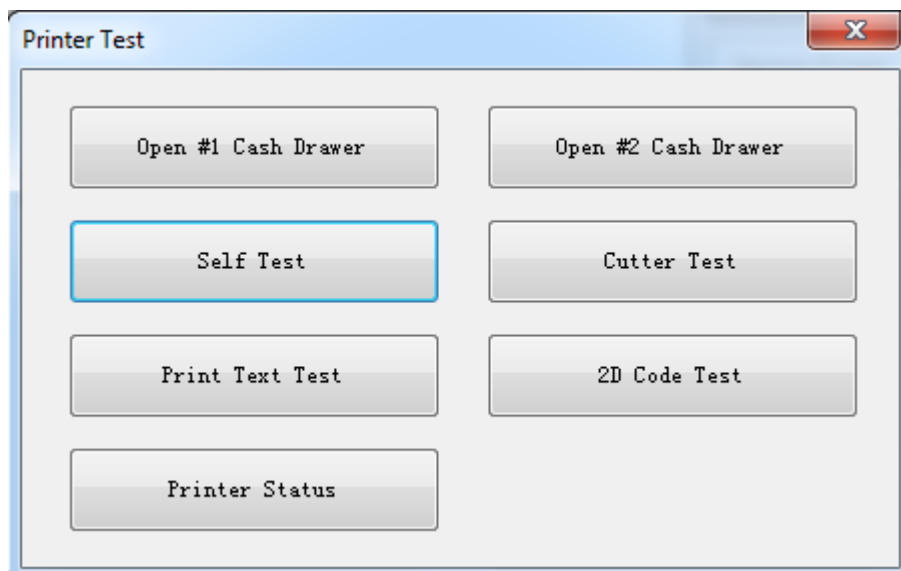 Printer Test
Open #1 Cash Drawer
Open #2 Cash Drawer
Self Test
Cutter Test
Print Text Test
2D Code Test
Printer Status